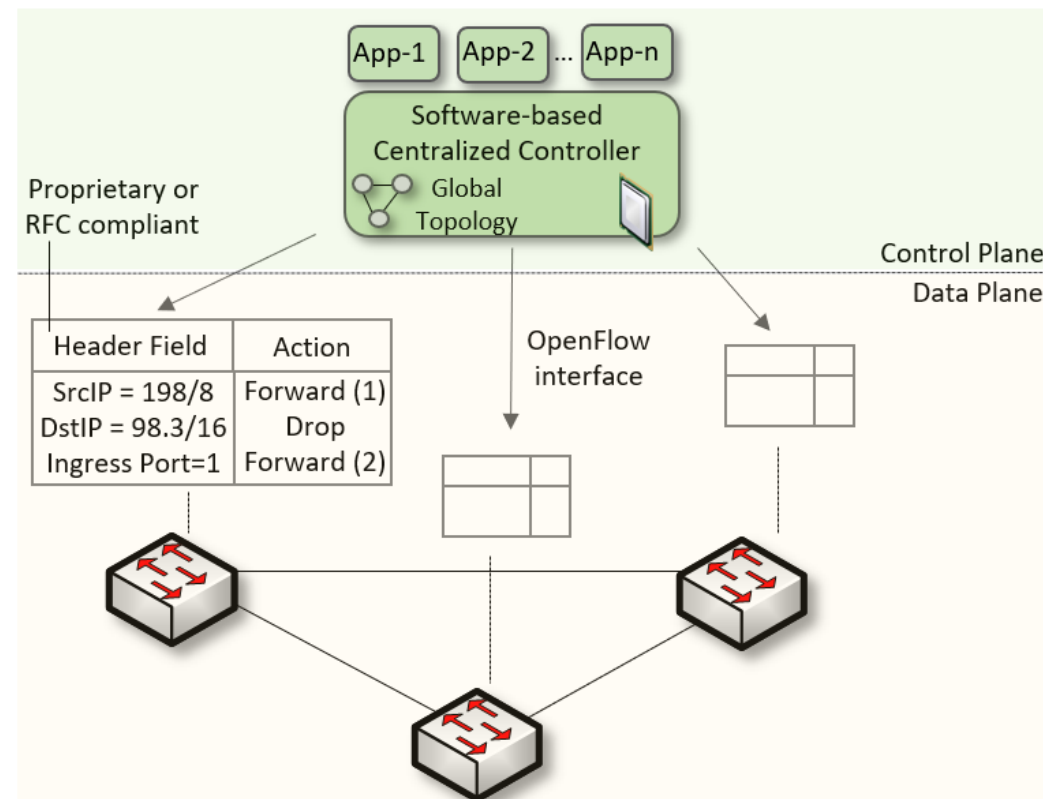 App-1 App-2 ... App-n
Software-based
Centralized Controller
Global
Topology
Proprietary or
RFC compliant
Control Plane
Data Plane
Header Field Action
SrcIP = 198/8 Forward (1)
DstIP = 98.3/16 Drop
Ingress Port=1 Forward (2)
OpenFlow
interface